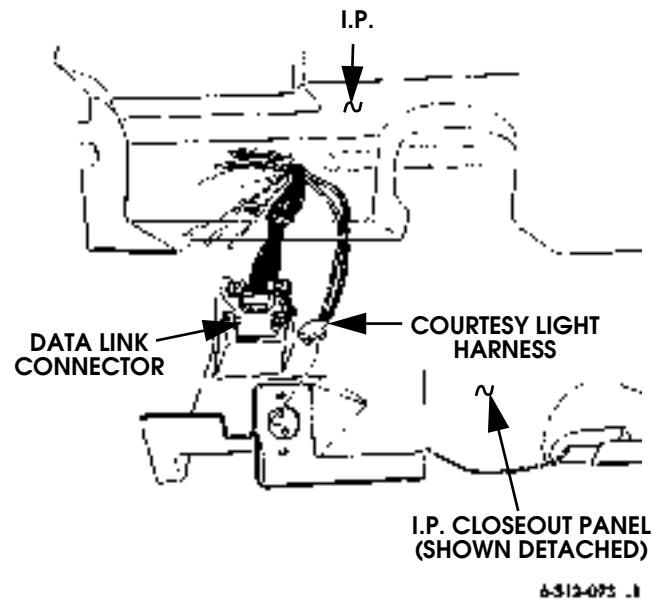 I.P.
DATA LINK
CONNECTOR
COURTESY LIGHT
HARNESS
I.P. CLOSEOUT PANEL
(SHOWN DETACHED)